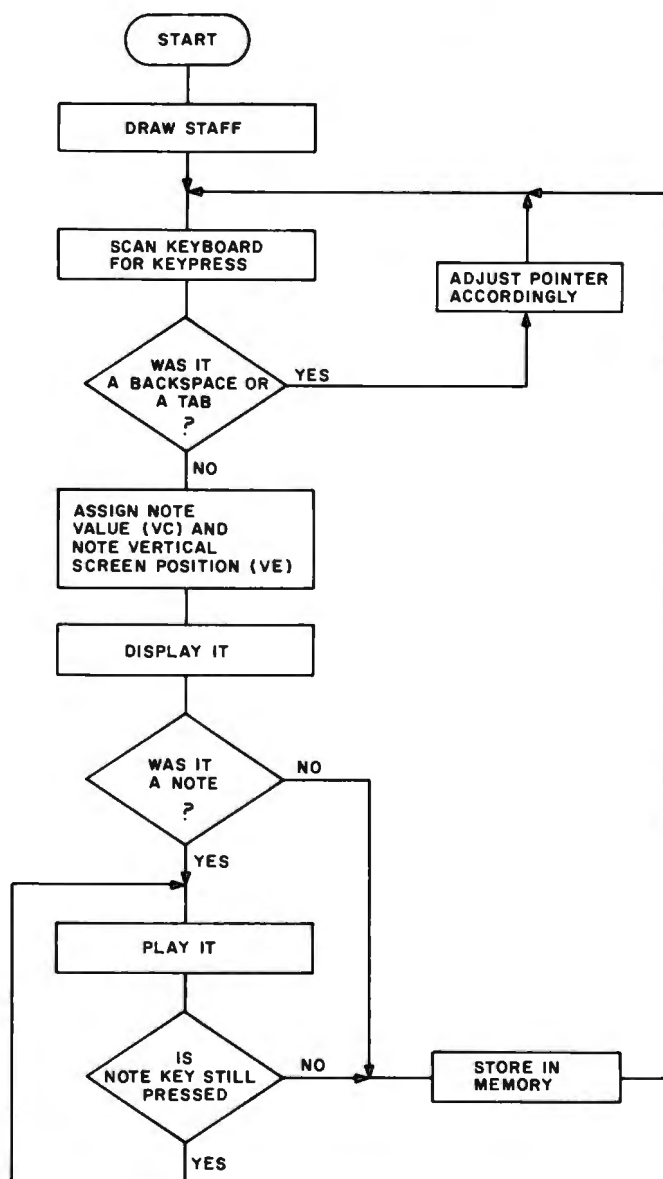 START
DRAW STAFF
SCAN KEYBOARD
FOR KEYPRESS
ADJUST POINTER
ACCORDINGLY
WAS IT
A BACKSPACE OR
A TAB
?
YES
NO
ASSIGN NOTE
VALUE (VC) AND
NOTE VERTICAL
SCREEN POSITION (VE)
DISPLAY IT
WAS IT
A NOTE
?
NO
YES
PLAY IT
IS
NOTE KEY STILL
PRESSED
NO
STORE IN
MEMORY
YES